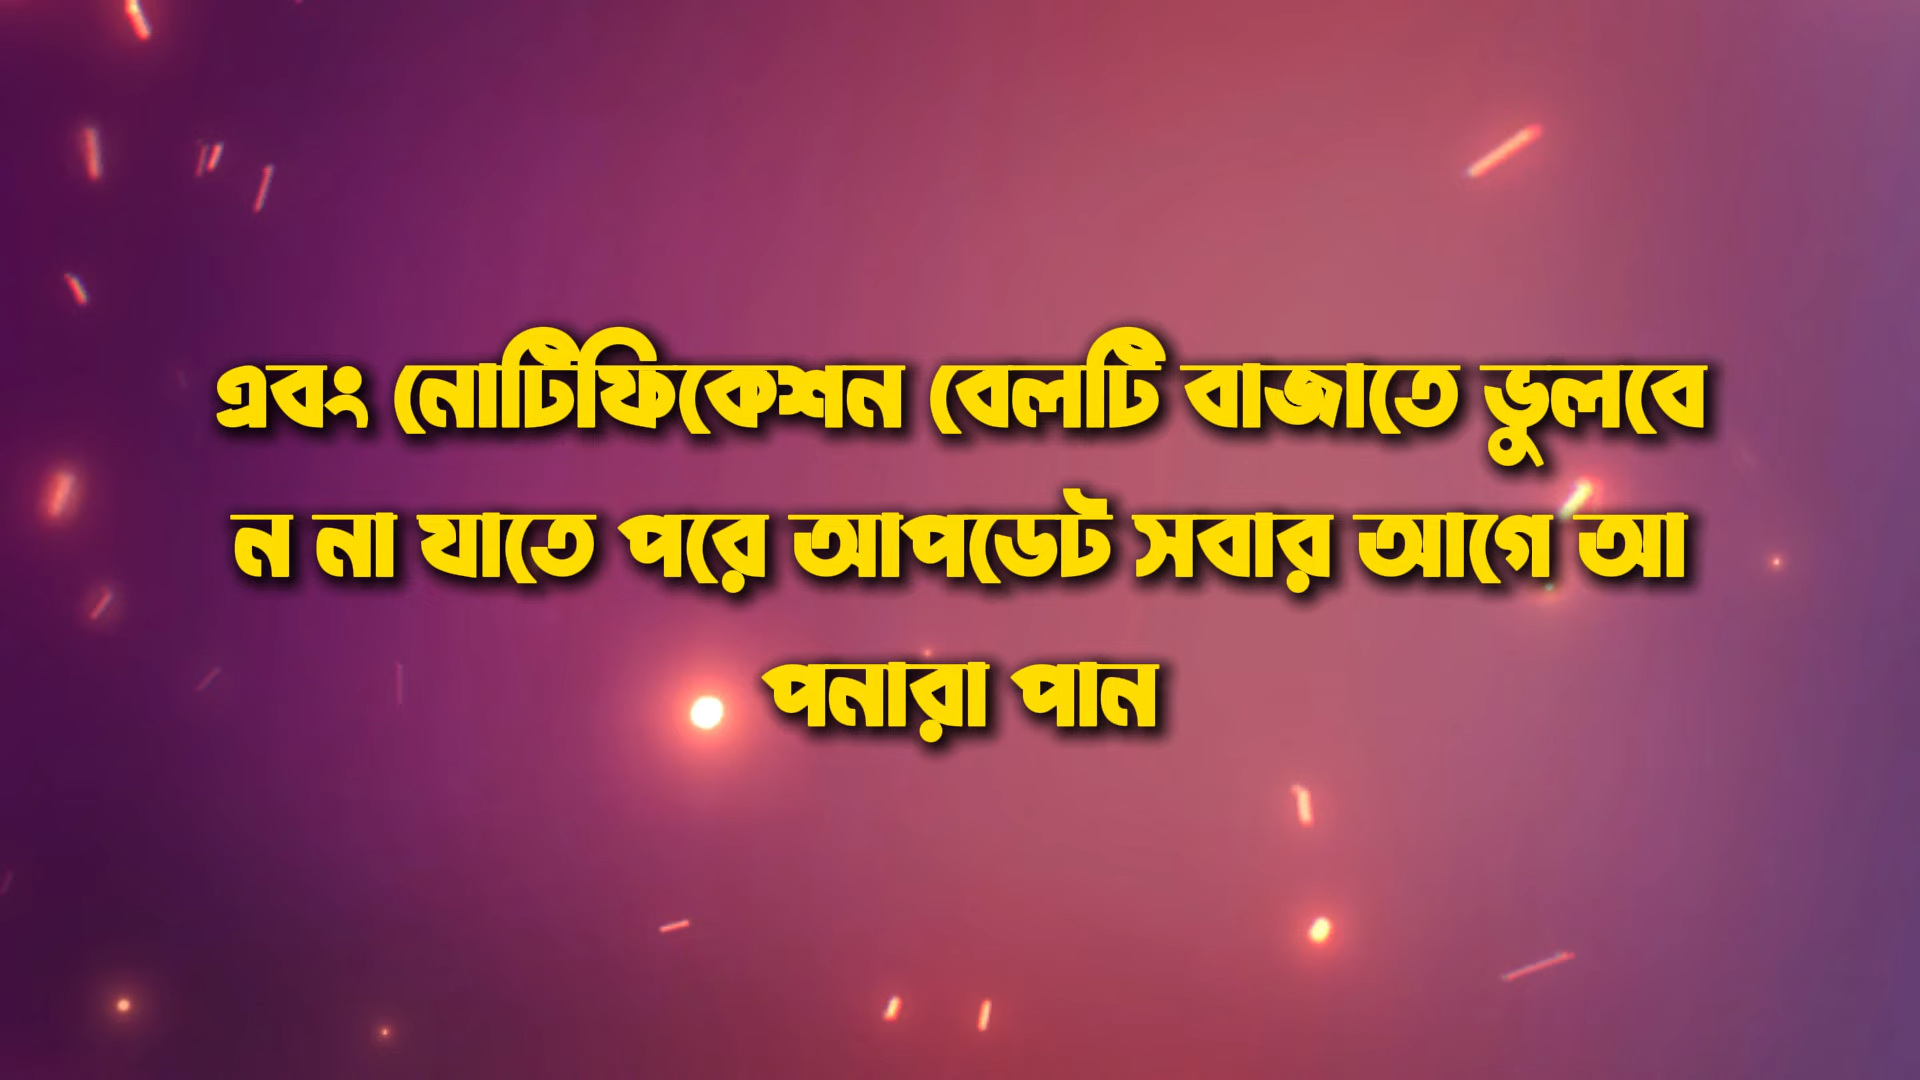 এবং নোটিফিকেশন বেলটি বাজাতে ভুলবে
ন না যাতে পরে আপডেট সবার আগে আ
পনারা পান